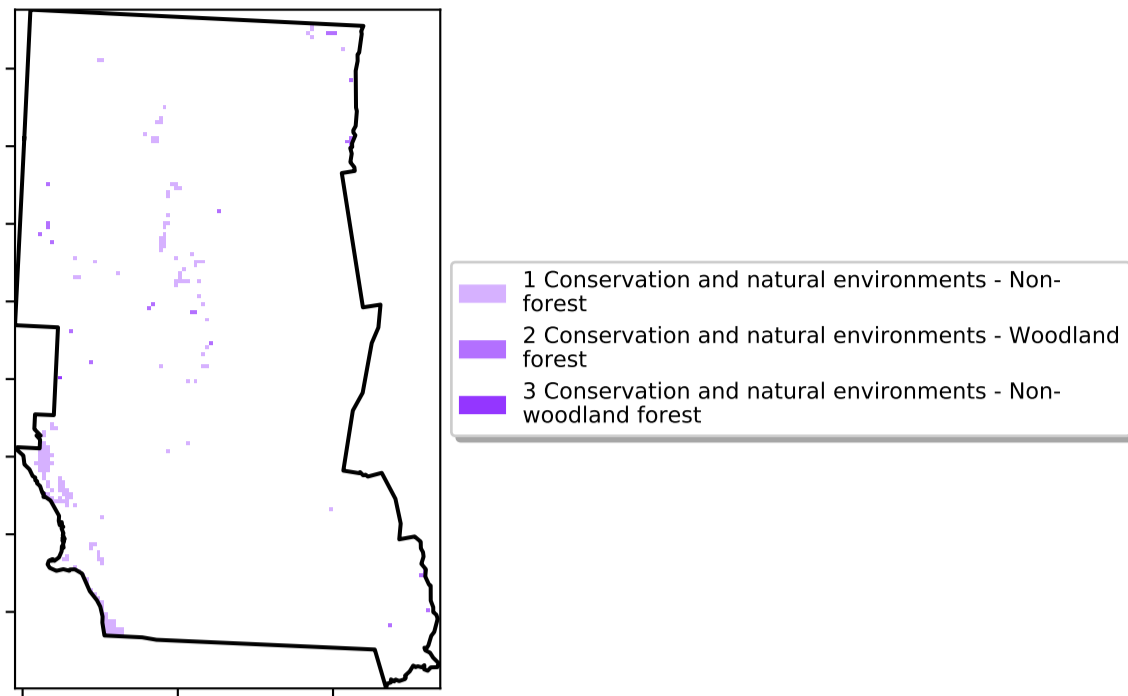 1 Conservation and natural environments - Non-
forest
2 Conservation and natural environments - Woodland
forest
3 Conservation and natural environments - Non-
woodland forest